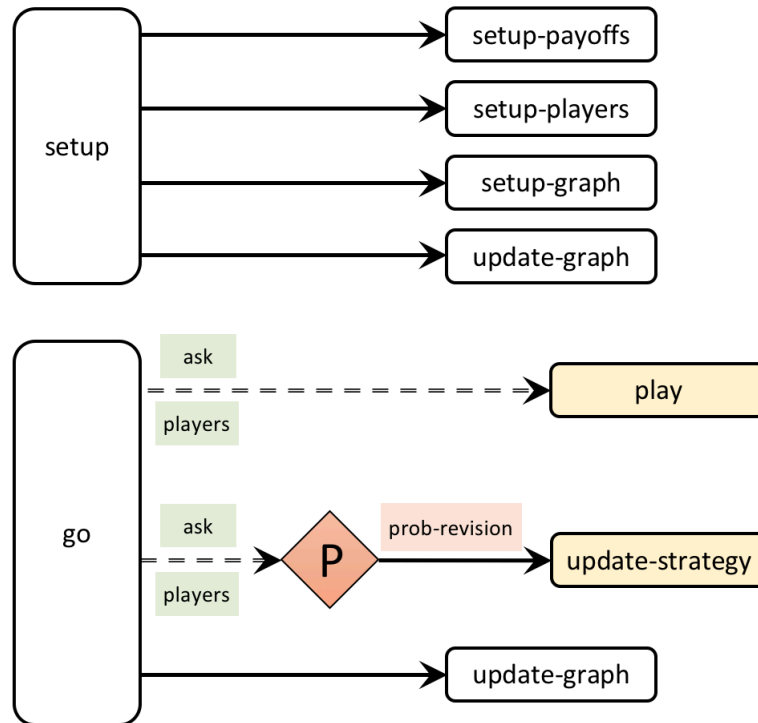 setup
setup-payoffs
setup-players
setup-graph
update-graph
go
ask
players
play
ask
players
P
prob-revision
update-strategy
update-graph